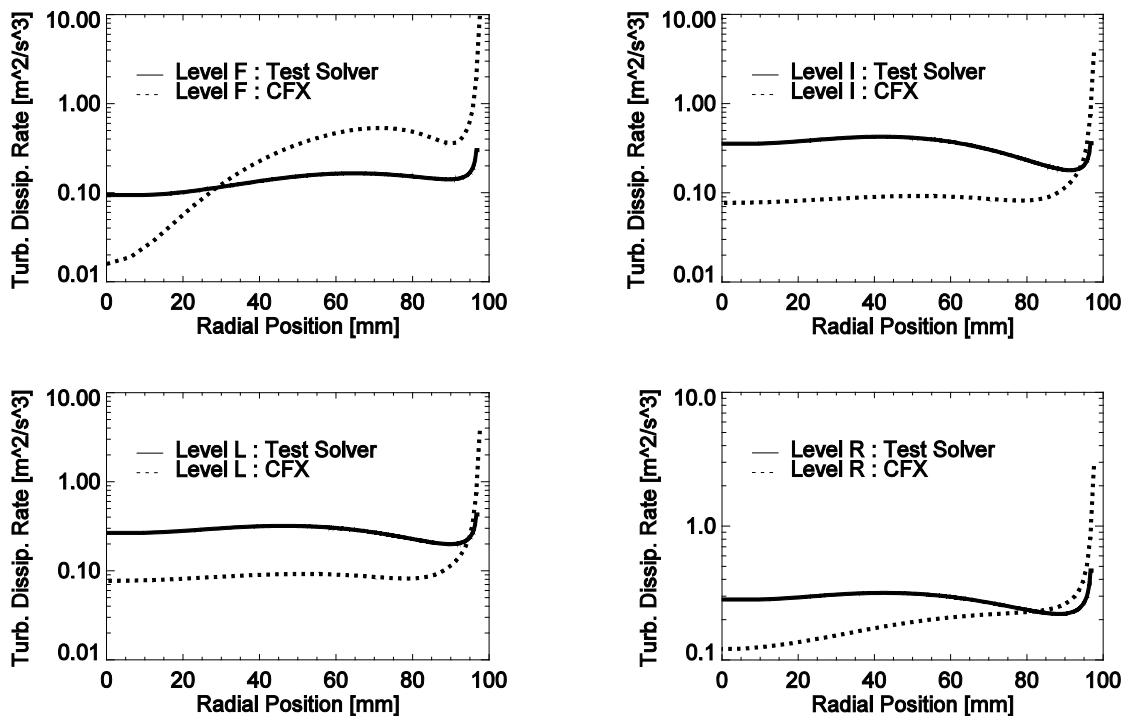 Turb. Dissip. Rate [m^2/s^3]
10.00
1.00
0.10
0.01
Level F : Test Solver
Level F : CFX
0 20 40 60 80 100
Radial Position [mm]
Turb. Dissip. Rate [m^2/s^3]
10.00
1.00
0.10
0.01
Level I : Test Solver
Level I : CFX
0 20 40 60 80 100
Radial Position [mm]
Turb. Dissip. Rate [m^2/s^3]
10.00
1.00
0.10
0.01
Level L : Test Solver
Level L : CFX
0 20 40 60 80 100
Radial Position [mm]
Turb. Dissip. Rate [m^2/s^3]
10.0
1.0
0.1
Level R : Test Solver
Level R : CFX
0 20 40 60 80 100
Radial Position [mm]